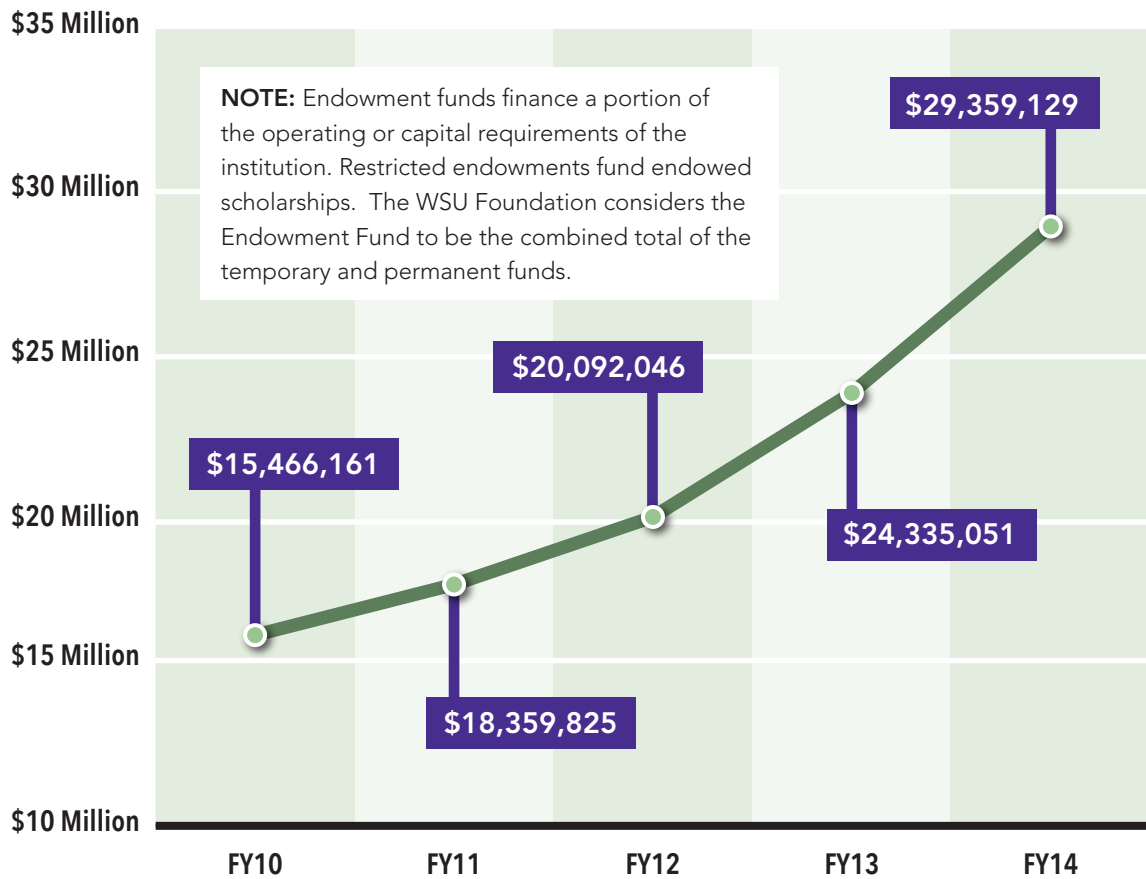 $35 Million
NOTE: Endowment funds finance a portion of
the operating or capital requirements of the
institution. Restricted endowments fund endowed
scholarships.  The WSU Foundation considers the
Endowment Fund to be the combined total of the
temporary and permanent funds.
$29,359,129
$30 Million
$25 Million
$20,092,046
$15,466,161
$20 Million
$24,335,051
$15 Million
$18,359,825
$10 Million
FY10 FY11 FY12 FY13 FY14